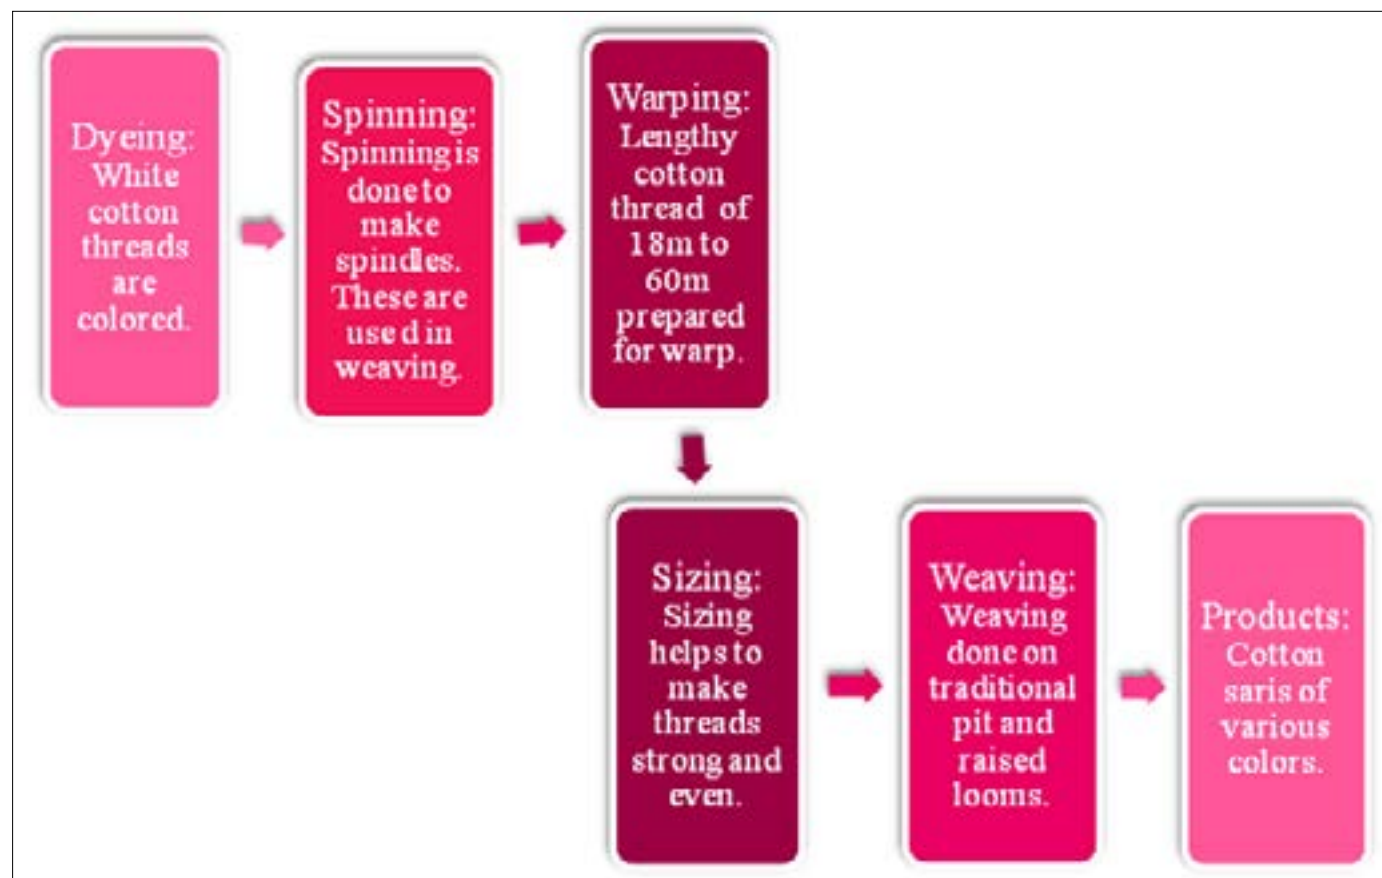 Dyeing:
White
cotton
threads
are
colored.
Spinning:
Spinning is
done to
make
spindles.
These are
used in
weaving.
Warping:
Lengthy
cotton
thread of
18m to
60m
prepared
for warp.
Sizing:
Sizing
helps to
make
threads
strong and
even.
Weaving:
Weaving
done on
traditional
pit and
raised
looms.
Products:
Cotton
saris of
various
colors.